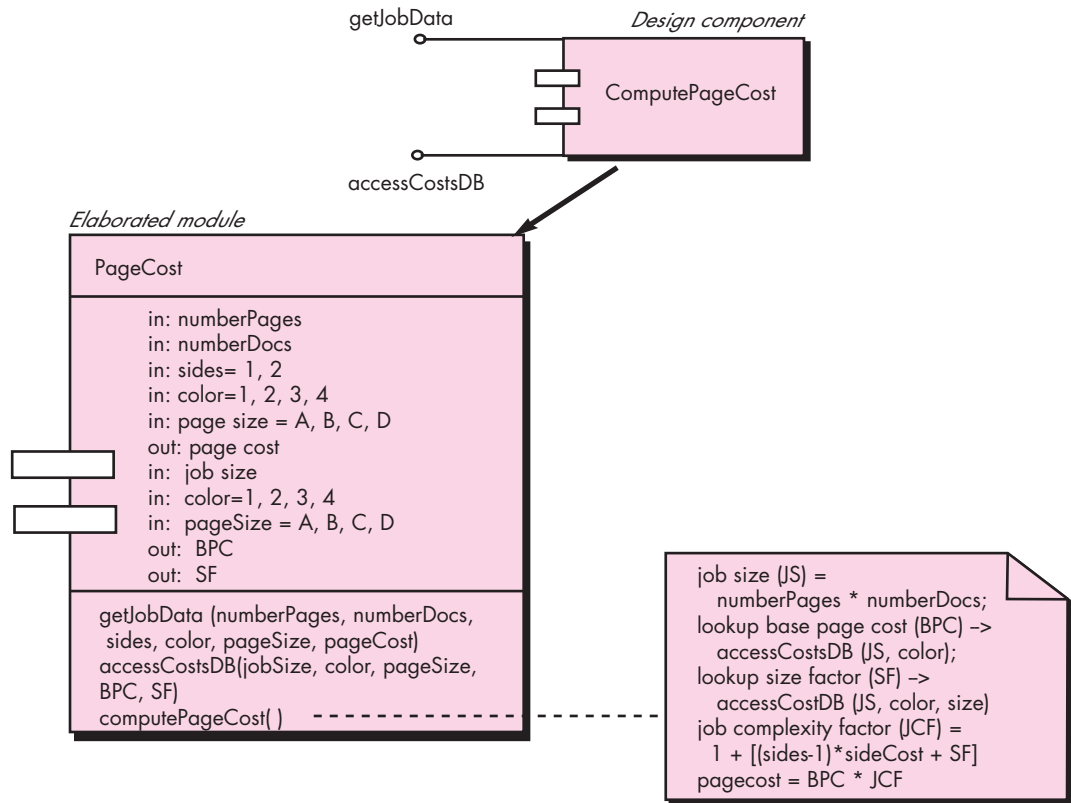 getJobData
Design component
ComputePageCost
accessCostsDB
Elaborated module
PageCost
in: numberPages
in: numberDocs
in: sides= 1, 2
in: color=1, 2, 3, 4
in: page size = A, B, C, D
out: page cost
in: job size
in: color=1, 2, 3, 4
in: pageSize = A, B, C, D
out: BPC
out: SF
getJobData (numberPages, numberDocs,
sides, color, pageSize, pageCost)
accessCostsDB(jobSize, color, pageSize,
BPC, SF)
computePageCost( )
job size (JS) =
numberPages * numberDocs;
lookup base page cost (BPC) –>
accessCostsDB (JS, color);
lookup size factor (SF) –>
accessCostDB (JS, color, size)
job complexity factor (JCF) =
1 + [(sides-1)*sideCost + SF]
pagecost = BPC * JCF